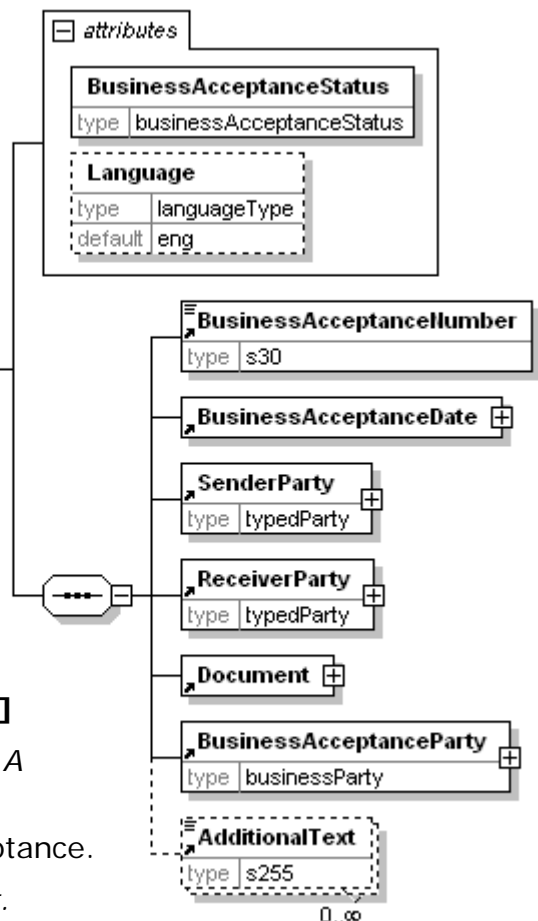 attributes
BusinessAcceptanceStatus
type businessAcceptanceStatus
Language
type languageType
default eng
BusinessAcceptanceNumber
type s30
BusinessAcceptanceDate
SenderParty
type typedParty
ReceiverParty
type typedParty
Document
]
A
BusinessAcceptanceParty
type businessParty
ptance.
AdditionalText
type s255
.
0..∞